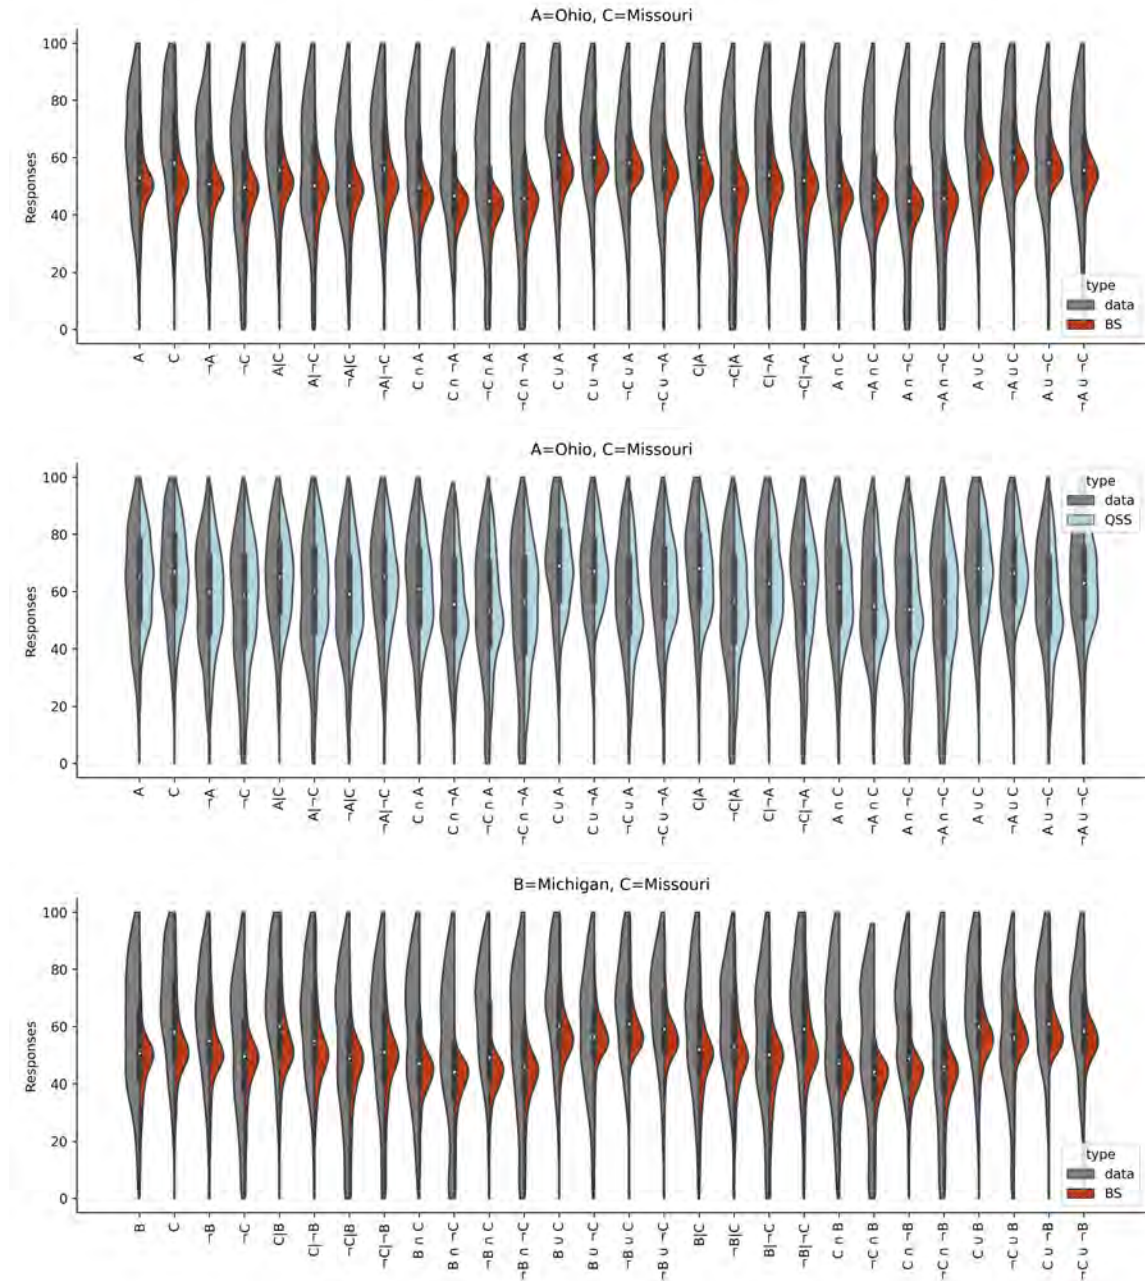 A=Ohio, C=Missouri
100
80
60
40
20
0
Responses
type
data
BS
A
C
¬A
¬C
A|C
A|¬C
¬A|C
¬A|¬C
C ∩ A
C ∩ ¬A
¬C ∩ A
¬C ∩ ¬A
C ∪ A
C ∪ ¬A
¬C ∪ A
¬C ∪ ¬A
C|A
¬C|A
C|¬A
¬C|¬A
A ∩ C
¬A ∩ C
A ∩ ¬C
¬A ∩ ¬C
A ∪ C
¬A ∪ C
A ∪ ¬C
¬A ∪ ¬C
A=Ohio, C=Missouri
100
80
60
40
20
0
Responses
type
data
QSS
A
C
¬A
¬C
A|C
A|¬C
¬A|C
¬A|¬C
C ∩ A
C ∩ ¬A
¬C ∩ A
¬C ∩ ¬A
C ∪ A
C ∪ ¬A
¬C ∪ A
¬C ∪ ¬A
C|A
¬C|A
C|¬A
¬C|¬A
A ∩ C
¬A ∩ C
A ∩ ¬C
¬A ∩ ¬C
A ∪ C
¬A ∪ C
A ∪ ¬C
¬A ∪ ¬C
B=Michigan, C=Missouri
100
80
60
40
20
0
Responses
type
data
BS
B
C
¬B
¬C
C|B
C|¬B
¬C|B
¬C|¬B
B ∩ C
B ∩ ¬C
¬B ∩ C
¬B ∩ ¬C
B ∪ C
B ∪ ¬C
¬B ∪ C
¬B ∪ ¬C
B|C
¬B|C
B|¬C
¬B|¬C
C ∩ B
¬C ∩ B
C ∩ ¬B
¬C ∩ ¬B
C ∪ B
¬C ∪ B
C ∪ ¬B
¬C ∪ ¬B